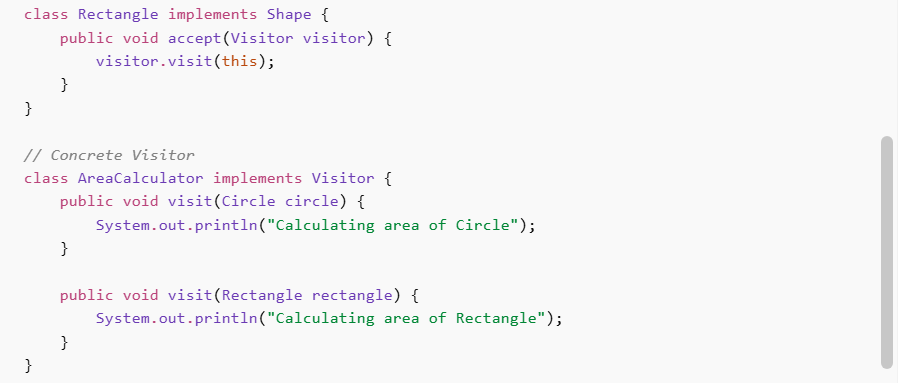 class Rectangle implements Shape {
    public void accept(Visitor visitor) {
        visitor.visit(this);
    }
}

// Concrete Visitor
class AreaCalculator implements Visitor {
    public void visit(Circle circle) {
        System.out.println("Calculating area of Circle");
    }

    public void visit(Rectangle rectangle) {
        System.out.println("Calculating area of Rectangle");
    }
}